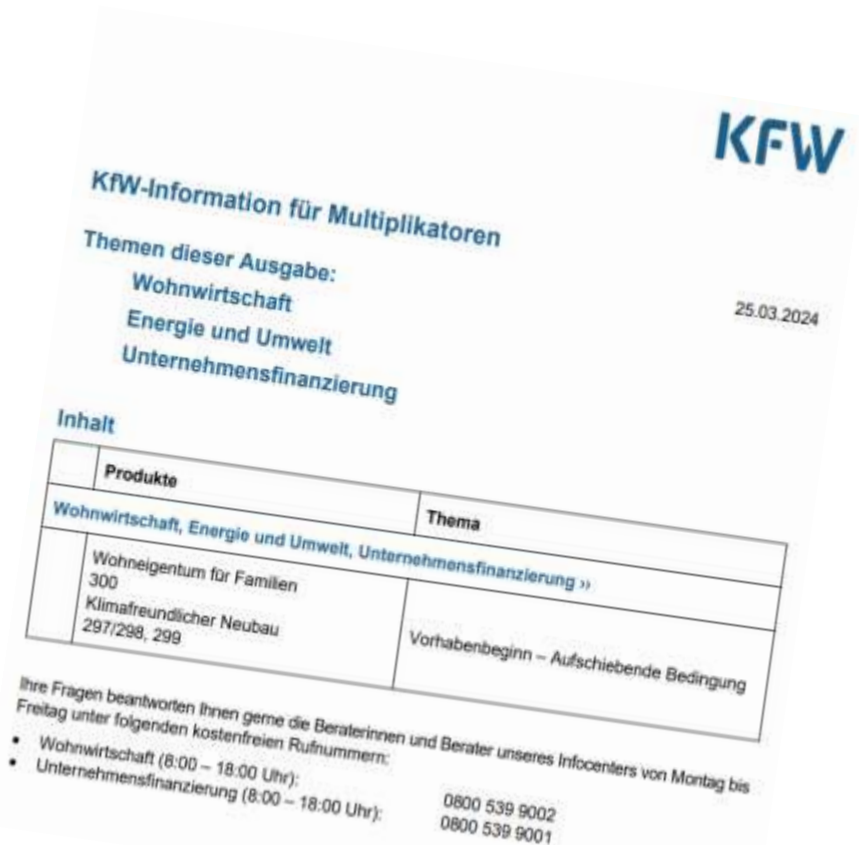 KFW
KfW-Information für Multiplikatoren
Themen dieser Ausgabe:
Wohnwirtschaft
25.03.2024
Energie und Umwelt
Unternehmensfinanzierung
Inhalt
Produkte
Thema
Wohnwirtschaft, Energie und Umwelt, Unternehmensfinanzierung »
Wohneigentum für Familien
300
Klimafreundlicher Neubau
297/298, 299
Vorhabenbeginn – Aufschiebende Bedingung
Ihre Fragen beantworten Ihnen gerne die Beraterinnen und Berater unseres Infocenters von Montag bis
Freitag unter folgenden kostenfreien Rufnummern:
• Wohnwirtschaft (8:00 – 18:00 Uhr): 0800 539 9002
• Unternehmensfinanzierung (8:00 – 18:00 Uhr): 0800 539 9001